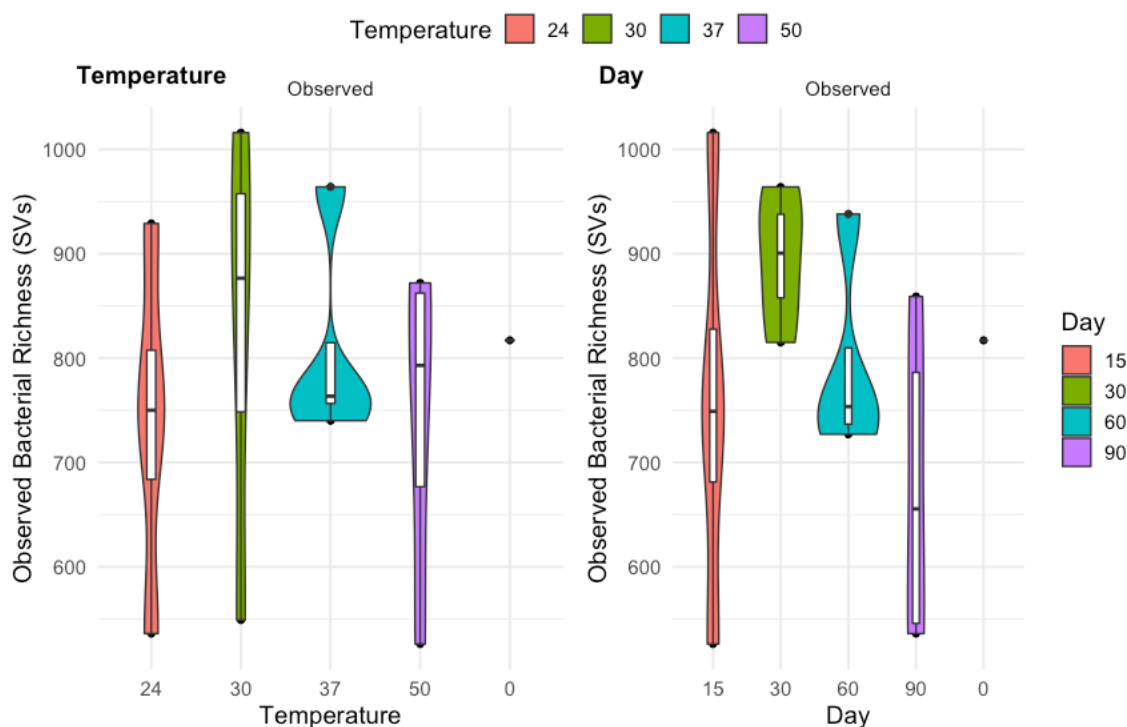 Temperature 24 30 37 50
Temperature
Observed
Observed Bacterial Richness (SVs)
1000
900
800
700
600
24 30 37 50 0
Temperature
Day
Observed
Observed Bacterial Richness (SVs)
1000
900
800
700
600
15 30 60 90 0
Day
Day
15
30
60
90